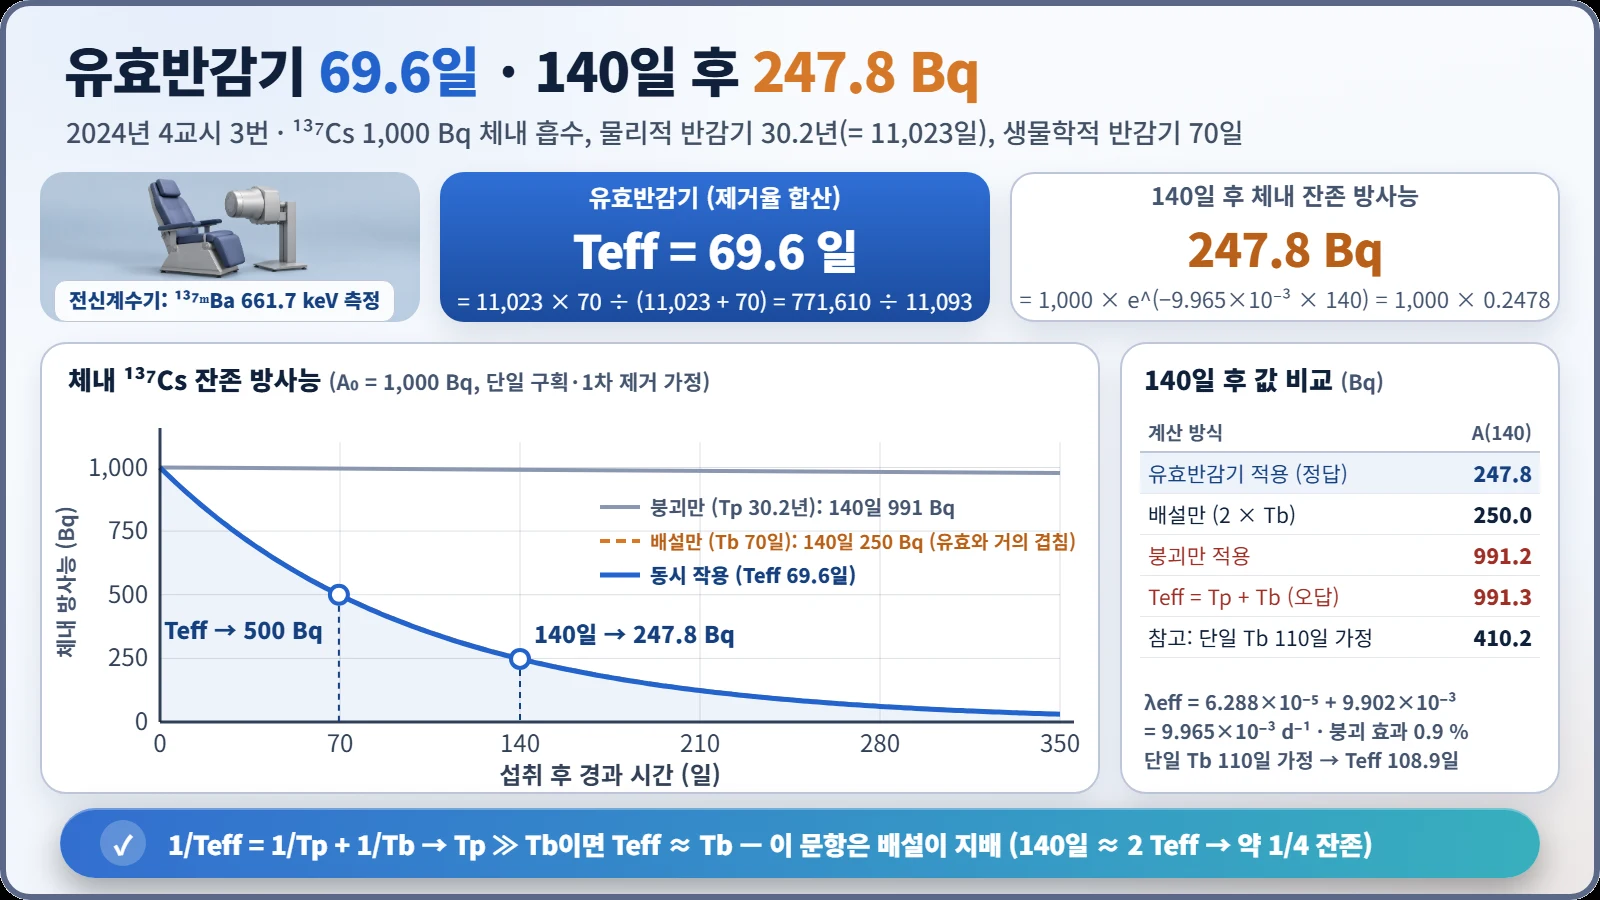 유효반감기 69.6일 · 140일 후 247.8 Bq
2024년 4교시 3번 · ¹³⁷Cs 1,000 Bq 체내 흡수, 물리적 반감기 30.2년(= 11,023일), 생물학적 반감기 70일
전신계수기: ¹³⁷ᵐBa 661.7 keV 측정
유효반감기 (제거율 합산)
Teff = 69.6 일
= 11,023 × 70 ÷ (11,023 + 70) = 771,610 ÷ 11,093
140일 후 체내 잔존 방사능
247.8 Bq
= 1,000 × e^(−9.965×10⁻³ × 140) = 1,000 × 0.2478
체내 ¹³⁷Cs 잔존 방사능 (A₀ = 1,000 Bq, 단일 구획·1차 제거 가정)
체내 방사능 (Bq)
1,000
750
500
250
0
붕괴만 (Tp 30.2년): 140일 991 Bq
배설만 (Tb 70일): 140일 250 Bq (유효와 거의 겹침)
동시 작용 (Teff 69.6일)
Teff → 500 Bq
140일 → 247.8 Bq
0 70 140 210 280 350
섭취 후 경과 시간 (일)
140일 후 값 비교 (Bq)
계산 방식 A(140)
유효반감기 적용 (정답) 247.8
배설만 (2 × Tb) 250.0
붕괴만 적용 991.2
Teff = Tp + Tb (오답) 991.3
참고: 단일 Tb 110일 가정 410.2
λeff = 6.288×10⁻⁵ + 9.902×10⁻³
= 9.965×10⁻³ d⁻¹ · 붕괴 효과 0.9 %
단일 Tb 110일 가정 → Teff 108.9일
✓ 1/Teff = 1/Tp + 1/Tb → Tp ≫ Tb이면 Teff ≈ Tb — 이 문항은 배설이 지배 (140일 ≈ 2 Teff → 약 1/4 잔존)